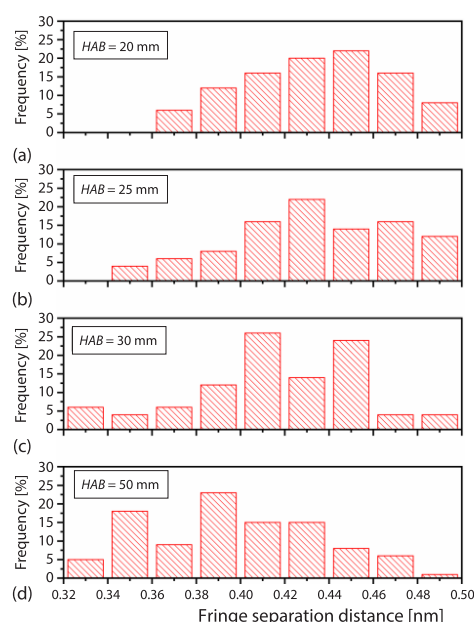 30
25
20
15
10
5
0
Frequency [%]
HAB = 20 mm
(a)
30
25
20
15
10
5
0
Frequency [%]
HAB = 25 mm
(b)
30
25
20
15
10
5
0
Frequency [%]
HAB = 30 mm
(c)
30
25
20
15
10
5
0
Frequency [%]
HAB = 50 mm
(d)
0.32 0.34 0.36 0.38 0.40 0.42 0.44 0.46 0.48 0.50
Fringe separation distance [nm]